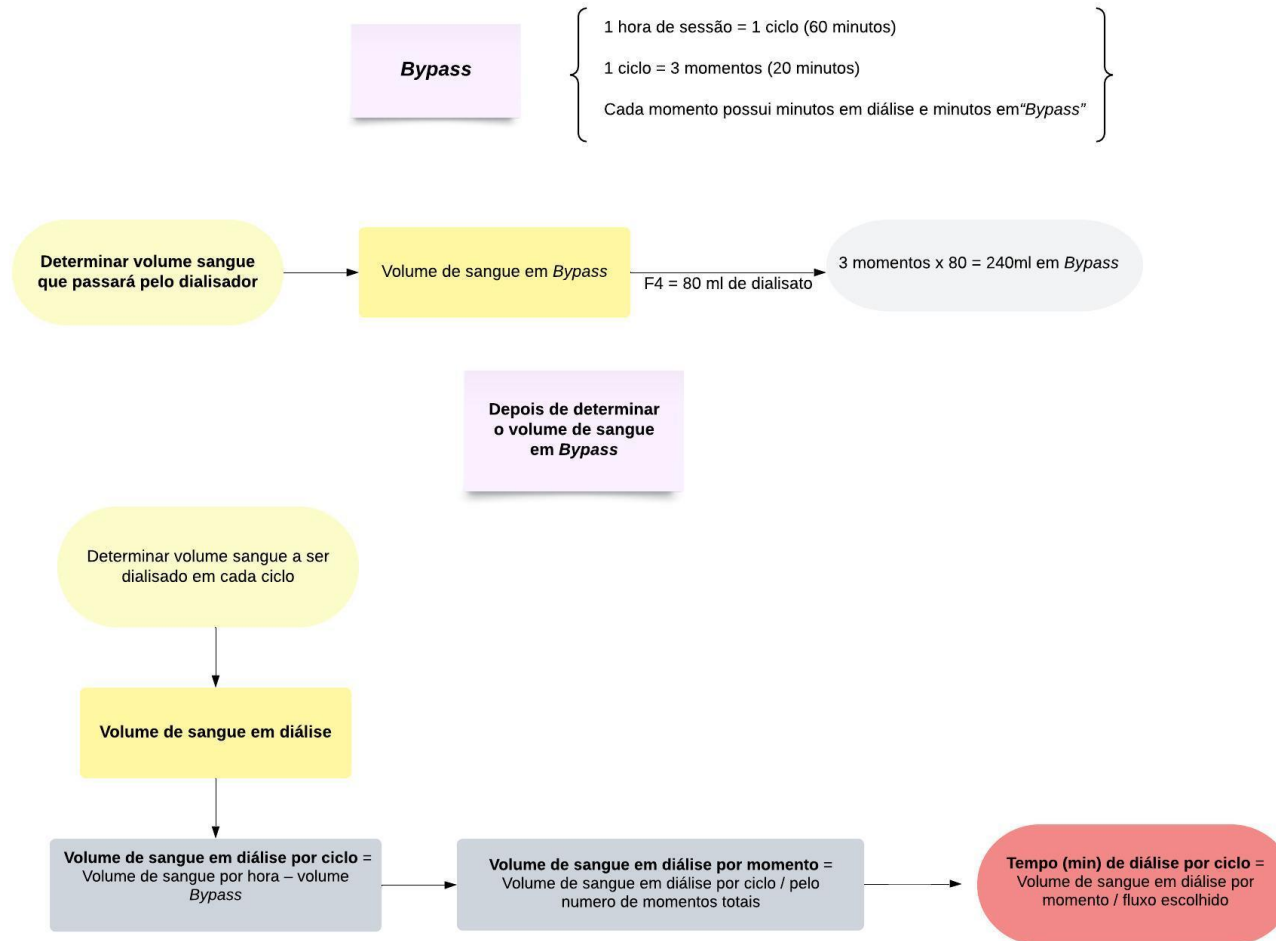 Bypass
1 hora de sessão = 1 ciclo (60 minutos)
1 ciclo = 3 momentos (20 minutos)
Cada momento possui minutos em diálise e minutos em“Bypass”
Determinar volume sangue
que passará pelo dialisador
Volume de sangue em Bypass
F4 = 80 ml de dialisato
3 momentos x 80 = 240ml em Bypass
Depois de determinar
o volume de sangue
em Bypass
Determinar volume sangue a ser
dialisado em cada ciclo
Volume de sangue em diálise
Volume de sangue em diálise por ciclo =
Volume de sangue por hora – volume
Bypass
Volume de sangue em diálise por momento =
Volume de sangue em diálise por ciclo / pelo
numero de momentos totais
Tempo (min) de diálise por ciclo =
Volume de sangue em diálise por
momento / fluxo escolhido